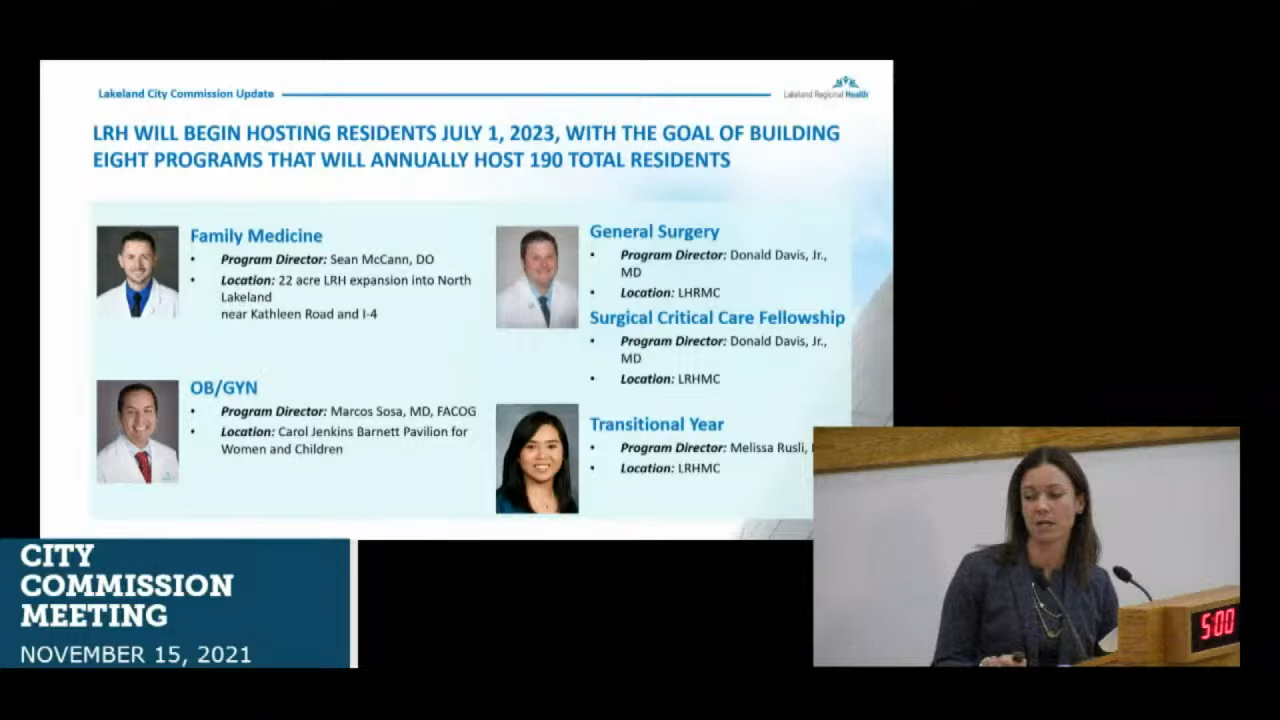 Lakeland City Commission Update
Lakeland Regional Health
LRH WILL BEGIN HOSTING RESIDENTS JULY 1, 2023, WITH THE GOAL OF BUILDING
EIGHT PROGRAMS THAT WILL ANNUALLY HOST 190 TOTAL RESIDENTS
Family Medicine
• Program Director: Sean McCann, DO
• Location: 22 acre LRH expansion into North
Lakeland
near Kathleen Road and I-4
OB/GYN
• Program Director: Marcos Sosa, MD, FACOG
• Location: Carol Jenkins Barnett Pavilion for
Women and Children
General Surgery
• Program Director: Donald Davis, Jr.,
MD
• Location: LHRMC
Surgical Critical Care Fellowship
• Program Director: Donald Davis, Jr.,
MD
• Location: LRHMC
Transitional Year
• Program Director: Melissa Rusli,
• Location: LRHMC
CITY
COMMISSION
MEETING
NOVEMBER 15, 2021
5:00